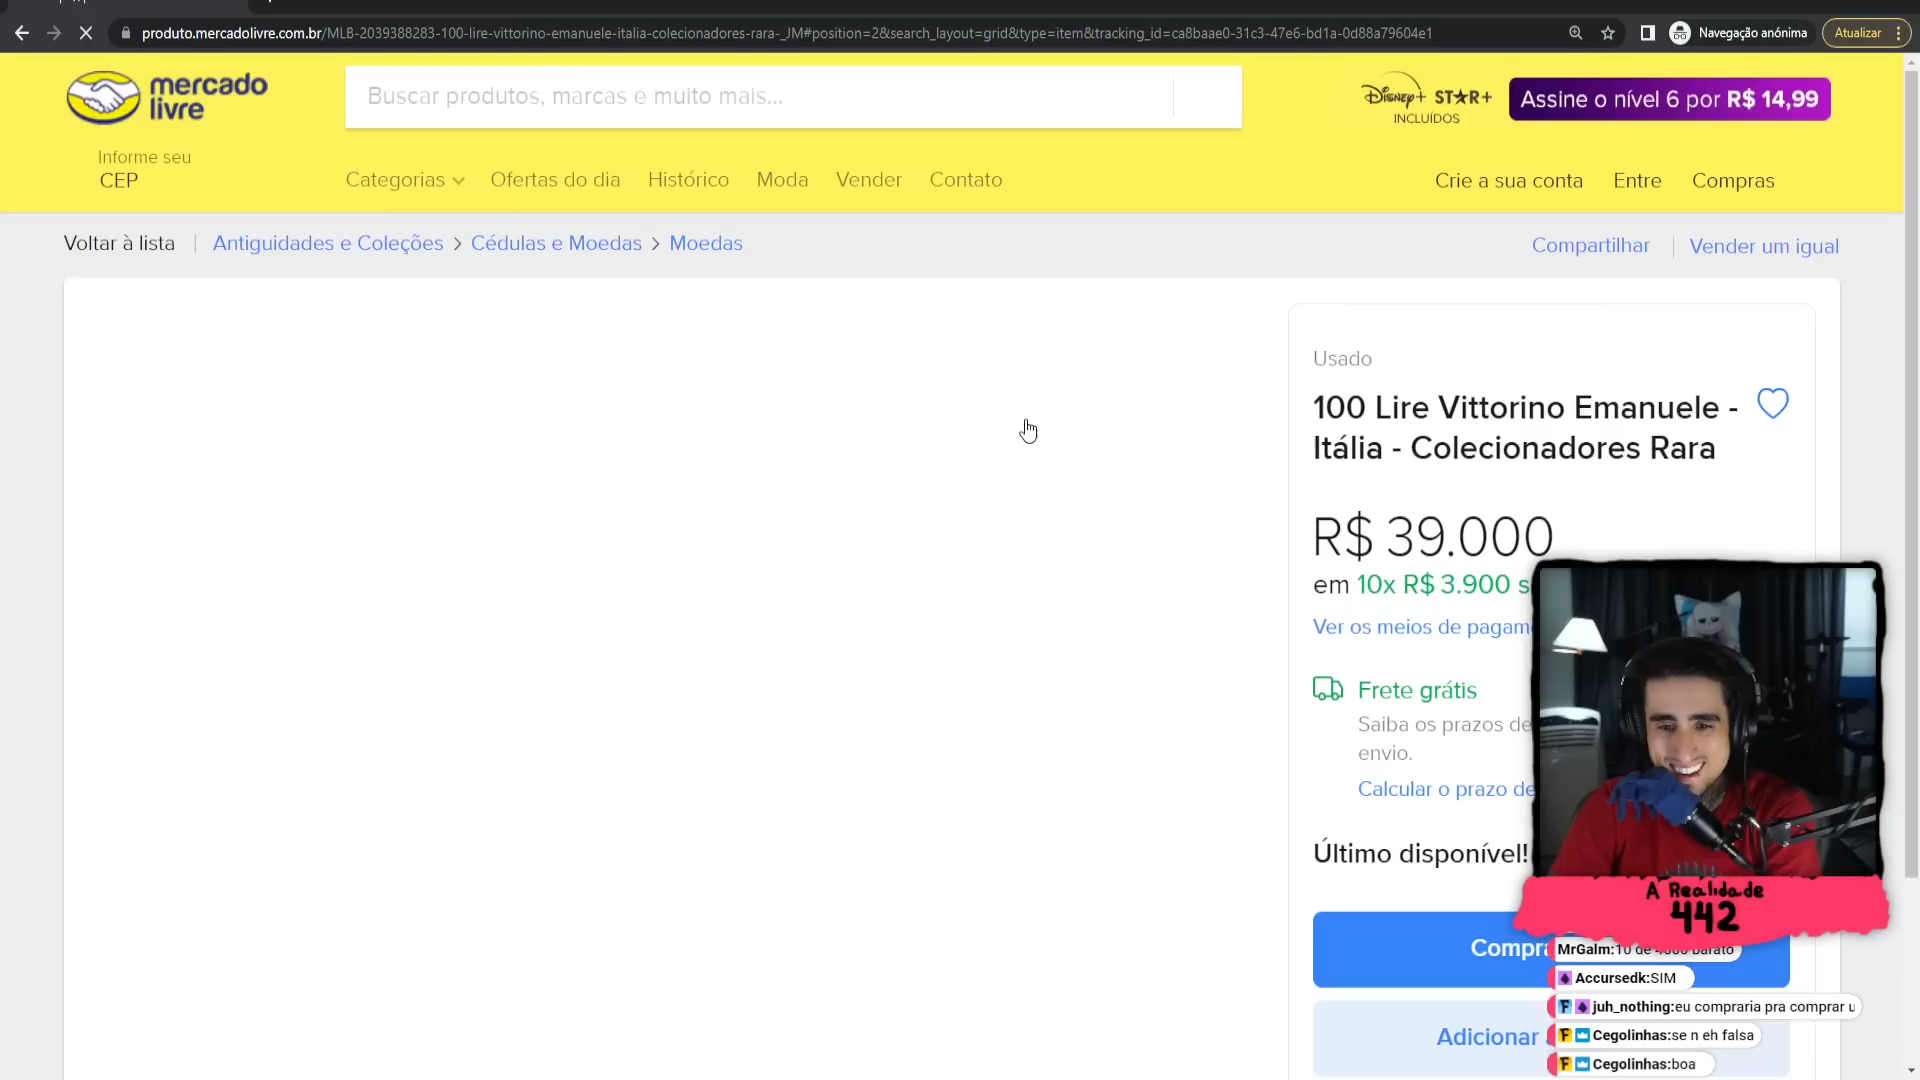 produto.mercadolivre.com.br/MLB-2039388283-100-lire-vittorino-emanuele-italia-colecionadores-rara-_JM#position=2&search_layout=grid&type=item&tracking_id=ca8baae0-31c3-47e6-bd1a-0d88a79604e1
Navegação anónima
Atualizar
mercado
livre
Buscar produtos, marcas e muito mais...
Disney+ STAR+
INCLUÍDOS
Assine o nível 6 por R$ 14,99
Informe seu
CEP
Categorias Ofertas do dia Histórico Moda Vender Contato
Crie a sua conta Entre Compras
Voltar à lista Antiguidades e Coleções > Cédulas e Moedas > Moedas
Compartilhar Vender um igual
Usado
100 Lire Vittorino Emanuele -
Itália - Colecionadores Rara
R$ 39.000
em 10x R$ 3.900 s
Ver os meios de pagam
Frete grátis
Saiba os prazos de
envio.
Calcular o prazo de
Último disponível!
Compra
Adicionar
A Realidade
442
MrGalm:10 de barato
Accursedk:SIM
juh_nothing:eu compraria pra comprar u
Cegolinhas:se n eh falsa
Cegolinhas:boa